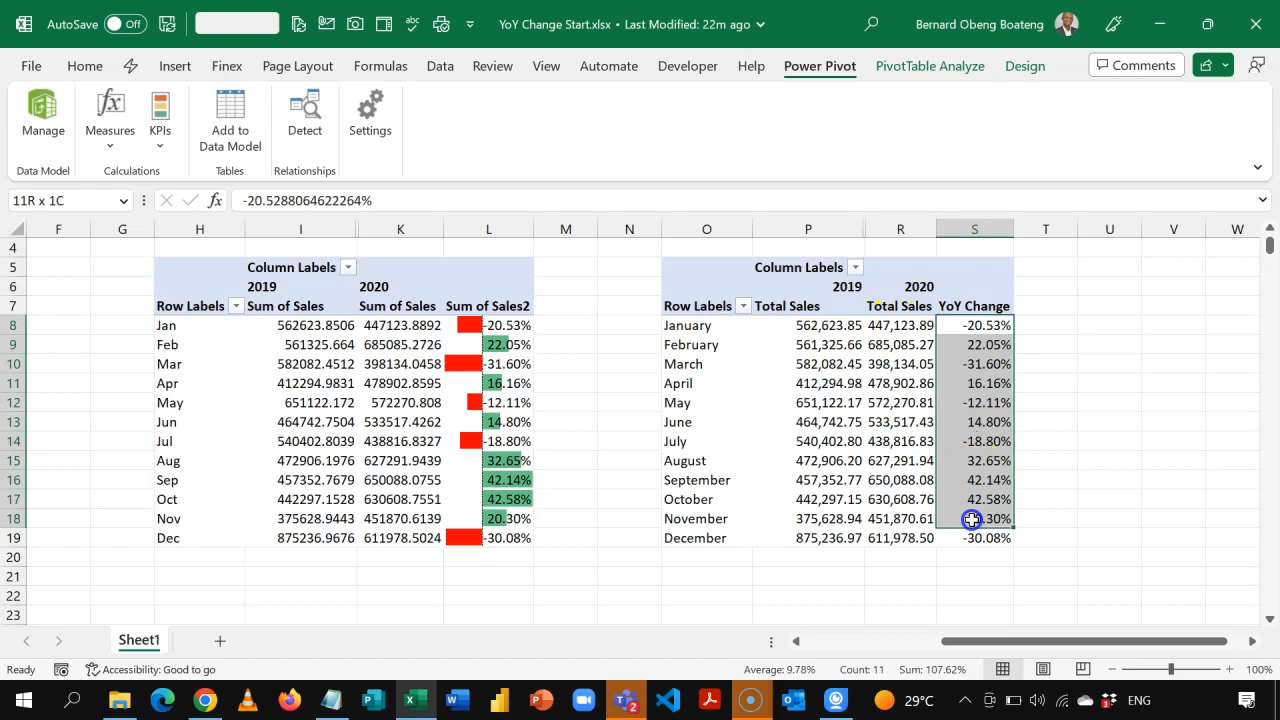 AutoSave Off YoY Change Start.xlsx • Last Modified: 22m ago Bernard Obeng Boateng
File Home Insert Finex Page Layout Formulas Data Review View Automate Developer Help Power Pivot PivotTable Analyze Design Comments
Manage Measures KPIs Add to Data Model Detect Settings
Data Model Calculations Tables Relationships
11R x 1C fx -20.5288064622264%
F G H I K L M N O P R S T U V W
4
5 Column Labels Column Labels
6 2019 2020 2019 2020
7 Row Labels Sum of Sales Sum of Sales Sum of Sales2 Row Labels Total Sales Total Sales YoY Change
8 Jan 562623.8506 447123.8892 -20.53% January 562,623.85 447,123.89 -20.53%
9 Feb 561325.664 685085.2726 22.05% February 561,325.66 685,085.27 22.05%
10 Mar 582082.4512 398134.0458 -31.60% March 582,082.45 398,134.05 -31.60%
11 Apr 412294.9831 478902.8595 16.16% April 412,294.98 478,902.86 16.16%
12 May 651122.172 572270.808 -12.11% May 651,122.17 572,270.81 -12.11%
13 Jun 464742.7504 533517.4262 14.80% June 464,742.75 533,517.43 14.80%
14 Jul 540402.8039 438816.8327 -18.80% July 540,402.80 438,816.83 -18.80%
15 Aug 472906.1976 627291.9439 32.65% August 472,906.20 627,291.94 32.65%
16 Sep 457352.7679 650088.0755 42.14% September 457,352.77 650,088.08 42.14%
17 Oct 442297.1528 630608.7551 42.58% October 442,297.15 630,608.76 42.58%
18 Nov 375628.9443 451870.6139 20.30% November 375,628.94 451,870.61 .30%
19 Dec 875236.9676 611978.5024 -30.08% December 875,236.97 611,978.50 -30.08%
20
21
22
23
Sheet1
Ready Accessibility: Good to go Average: 9.78% Count: 11 Sum: 107.62% 100%
29°C ENG